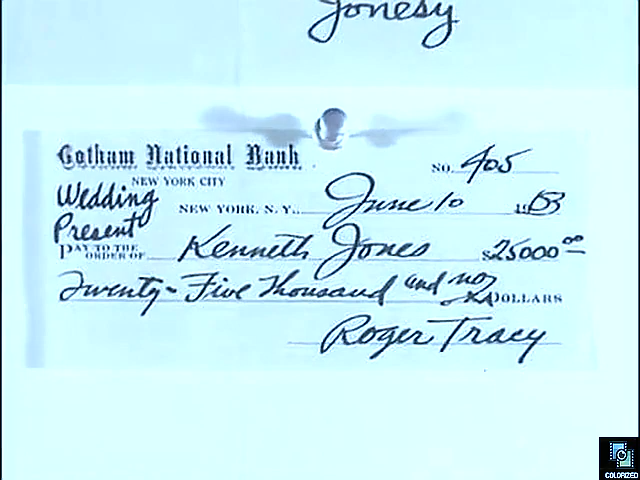 Jonesy
Gotham National Bank
NO. 405
NEW YORK CITY
Wedding
NEW YORK, N. Y., June 10 1963
Present
PAY TO THE ORDER OF Kenneth Jones $25000 00
Twenty-Five Thousand and no DOLLARS
Roger Tracy
COLORIZED